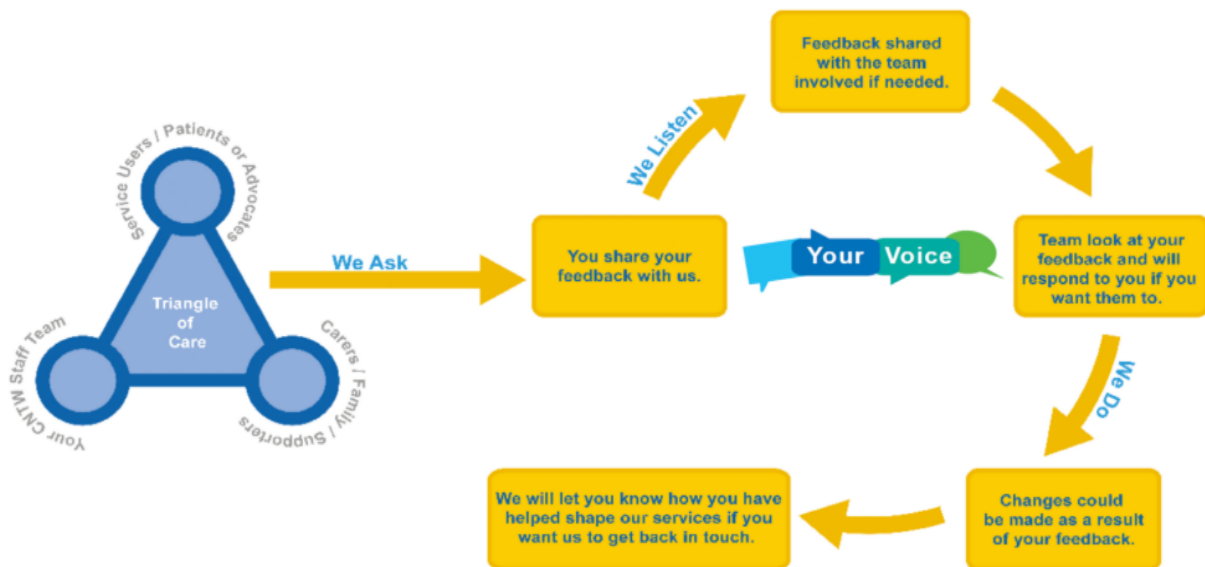 Service Users / Patients or Advocates
Triangle
of
Care
Your CNTW Staff Team
Carers / Family / Supporters
We Ask
You share your
feedback with us.
We Listen
Feedback shared
with the team
involved if needed.
Your Voice
Team look at your
feedback and will
respond to you if you
want them to.
We Do
Changes could
be made as a result
of your feedback.
We will let you know how you have
helped shape our services if you
want us to get back in touch.